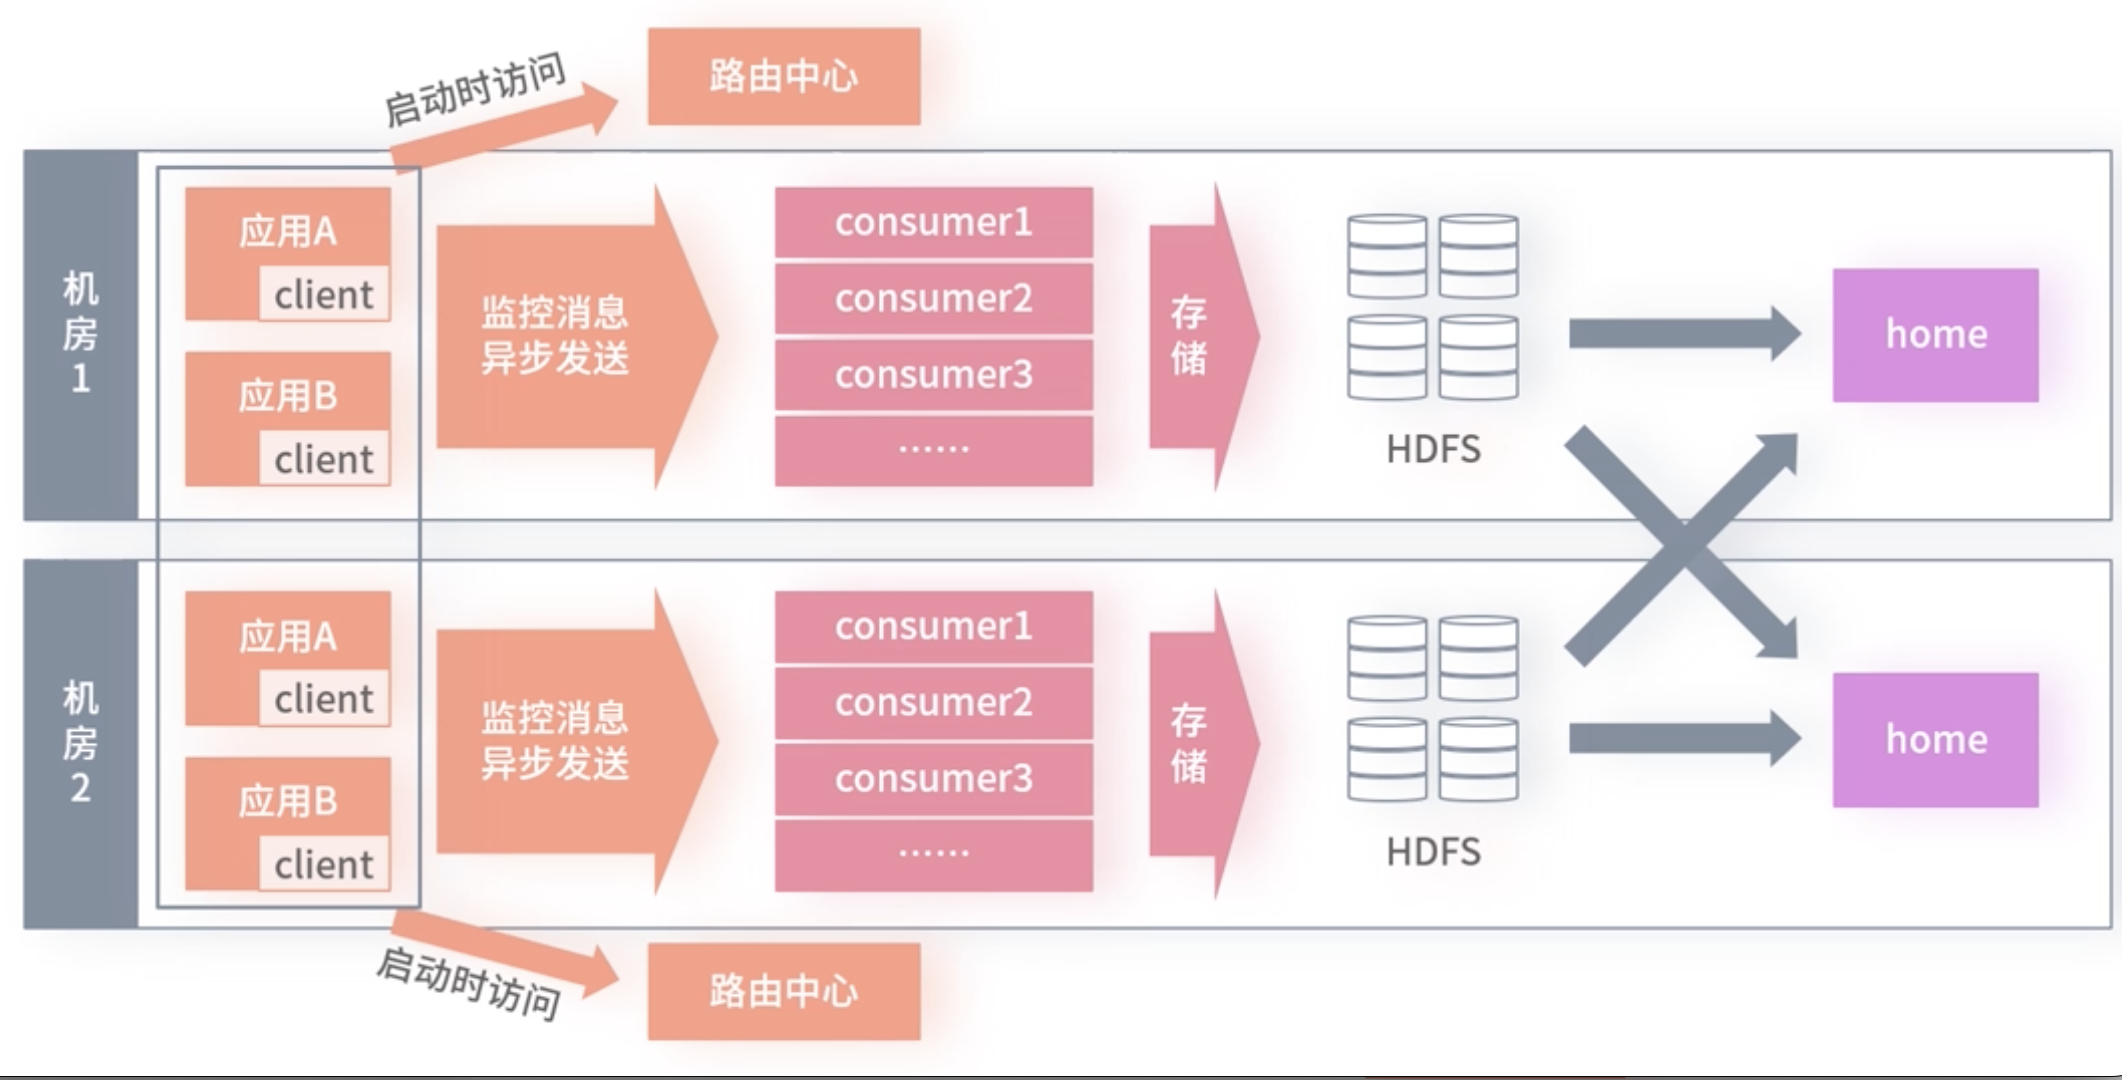 启动时访问
路由中心
机
房
1
应用A
client
应用B
client
监控消息
异步发送
consumer1
consumer2
consumer3
······
存
储
HDFS
home
机
房
2
应用A
client
应用B
client
监控消息
异步发送
consumer1
consumer2
consumer3
······
存
储
HDFS
home
启动时访问
路由中心